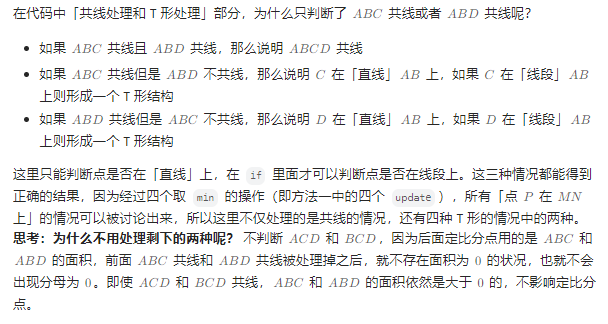 在代码中「共线处理和 T 形处理」部分，为什么只判断了 ABC 共线或者 ABD 共线呢？
• 如果 ABC 共线且 ABD 共线，那么说明 ABCD 共线
• 如果 ABC 共线但是 ABD 不共线，那么说明 C 在「直线」AB 上，如果 C 在「线段」AB
上则形成一个 T 形结构
• 如果 ABD 共线但是 ABC 不共线，那么说明 D 在「直线」AB 上，如果 D 在「线段」AB
上则形成一个 T 形结构
这里只能判断点是否在「直线」上，在 if 里面才可以判断点是否在线段上。这三种情况都能得到
正确的结果，因为经过四个取 min 的操作（即方法一中的四个 update），所有「点 P 在 MN
上」的情况可以被讨论出来，所以这里不仅处理的是共线的情况，还有四种 T 形的情况中的两种。
思考：为什么不用处理剩下的两种呢？ 不判断 ACD 和 BCD，因为后面定比分点用的是 ABC 和
ABD 的面积，前面 ABC 共线和 ABD 共线被处理掉之后，就不存在面积为 0 的状况，也就不会
出现分母为 0。即使 ACD 和 BCD 共线，ABC 和 ABD 的面积依然是大于 0 的，不影响定比分
点。